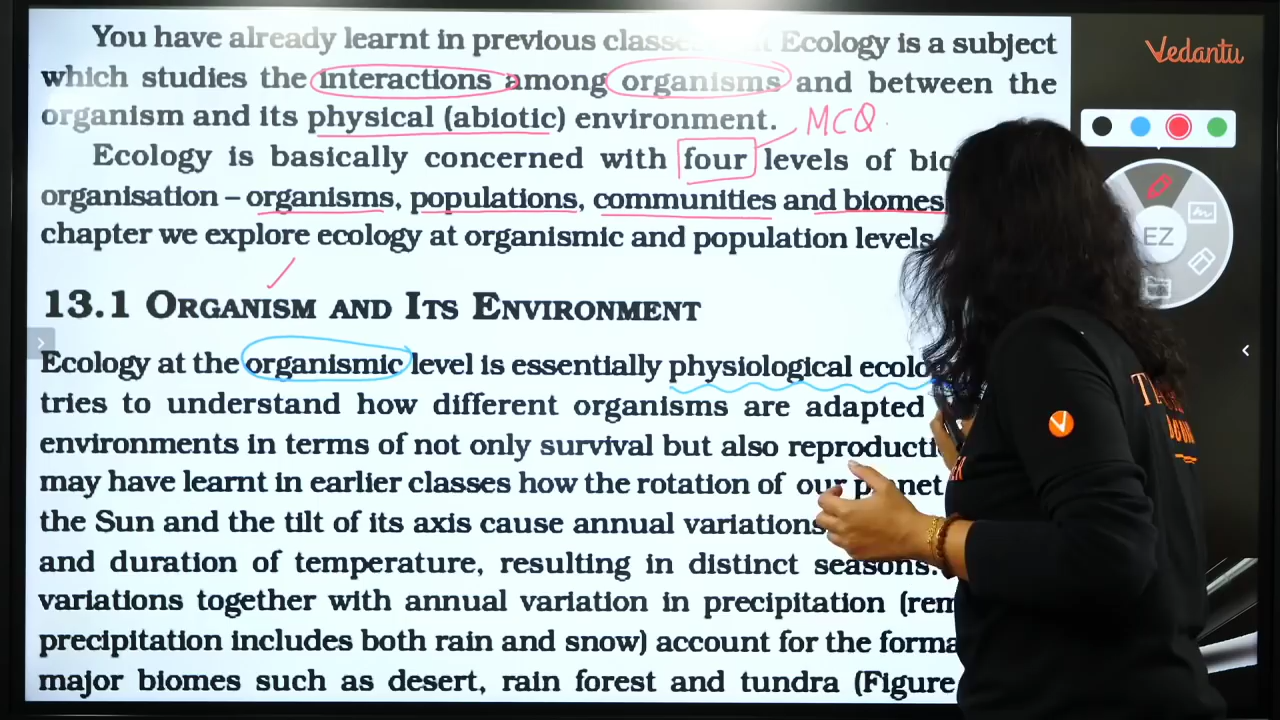 You have already learnt in previous Ecology is a subject
which studies the interactions among organisms and between the
organism and its physical (abiotic) environment.
MCQ
Ecology is basically concerned with four levels of
organisation – organisms, populations, communities and biomes
chapter we explore ecology at organismic and population levels
13.1 ORGANISM AND ITS ENVIRONMENT
Ecology at the organismic level is essentially physiological
tries to understand how different organisms are adapted
environments in terms of not only survival but also
may have learnt in earlier classes how the rotation of our
the Sun and the tilt of its axis cause annual variations
and duration of temperature, resulting in distinct seasons.
variations together with annual variation in precipitation
precipitation includes both rain and snow) account for the
major biomes such as desert, rain forest and tundra (Figure
Vedantu
EZ